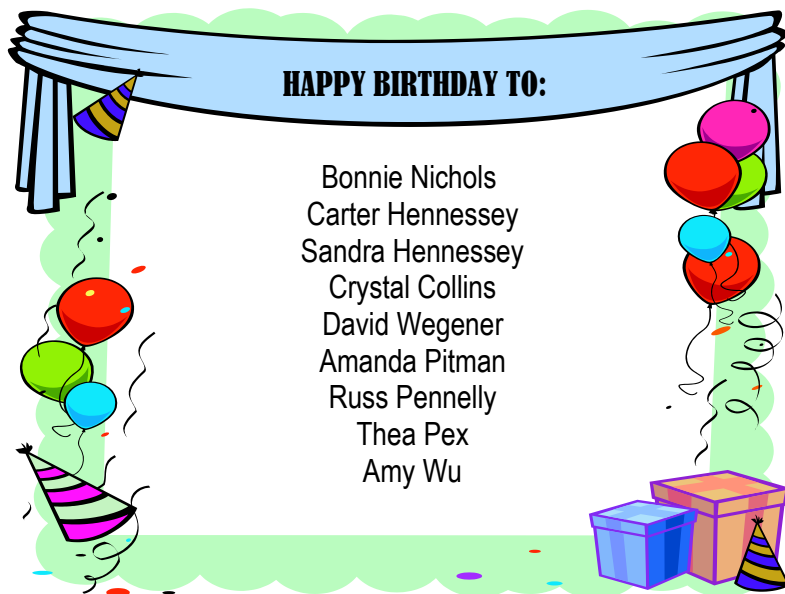 HAPPY BIRTHDAY TO:
Bonnie Nichols
Carter Hennessey
Sandra Hennessey
Crystal Collins
David Wegener
Amanda Pitman
Russ Pennelly
Thea Pex
Amy Wu